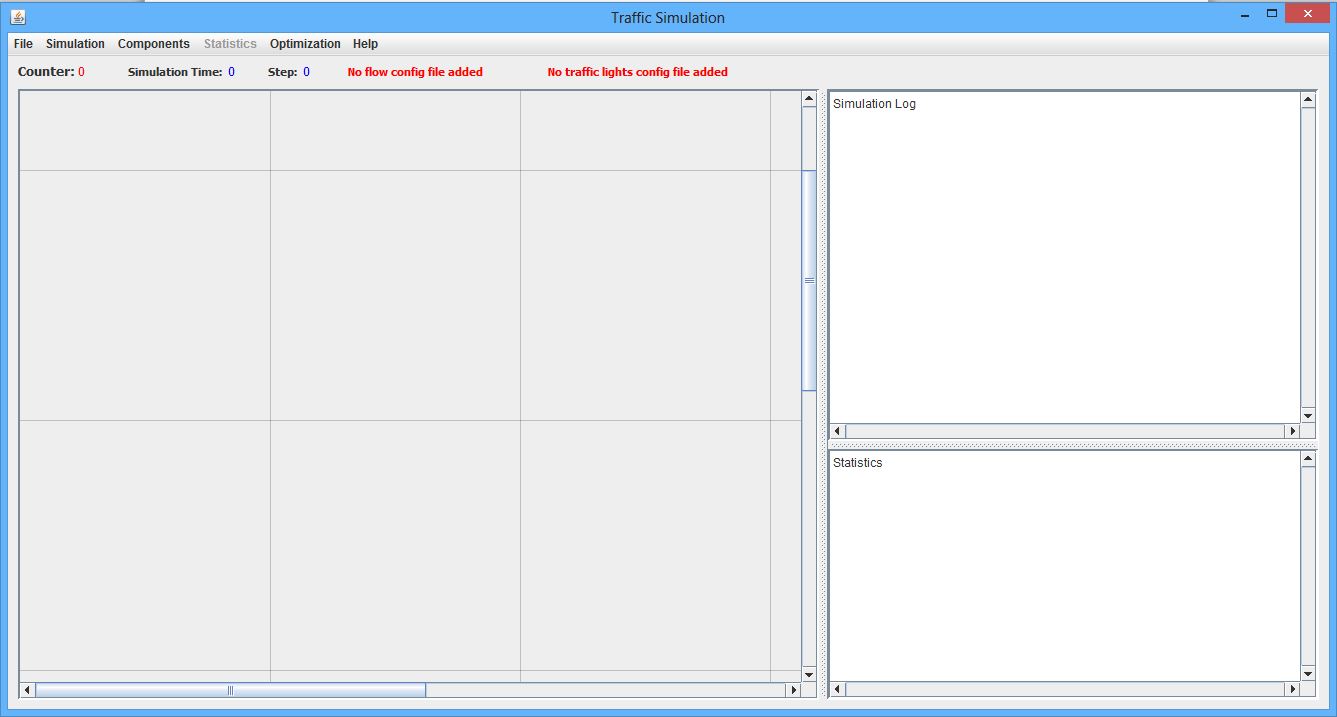 Traffic Simulation
File Simulation Components Statistics Optimization Help
Counter: 0 Simulation Time: 0 Step: 0 No flow config file added No traffic lights config file added
Simulation Log
Statistics